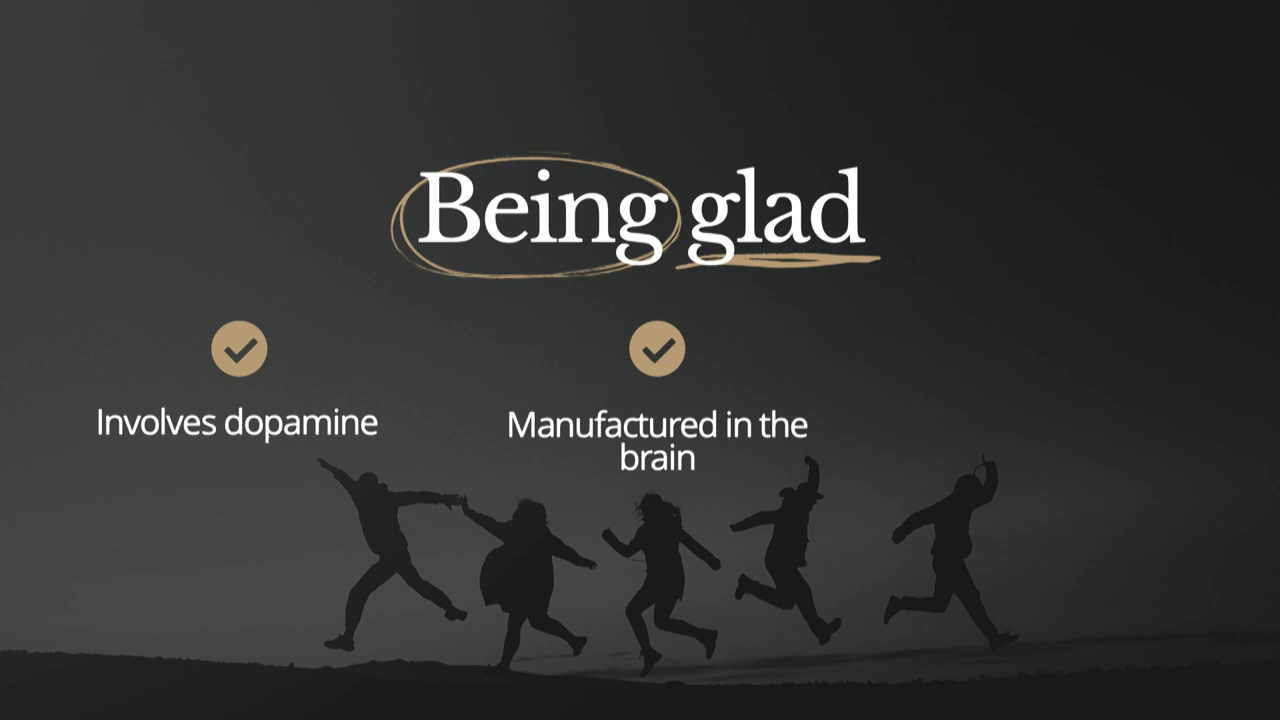 Being glad
Involves dopamine
Manufactured in the
brain